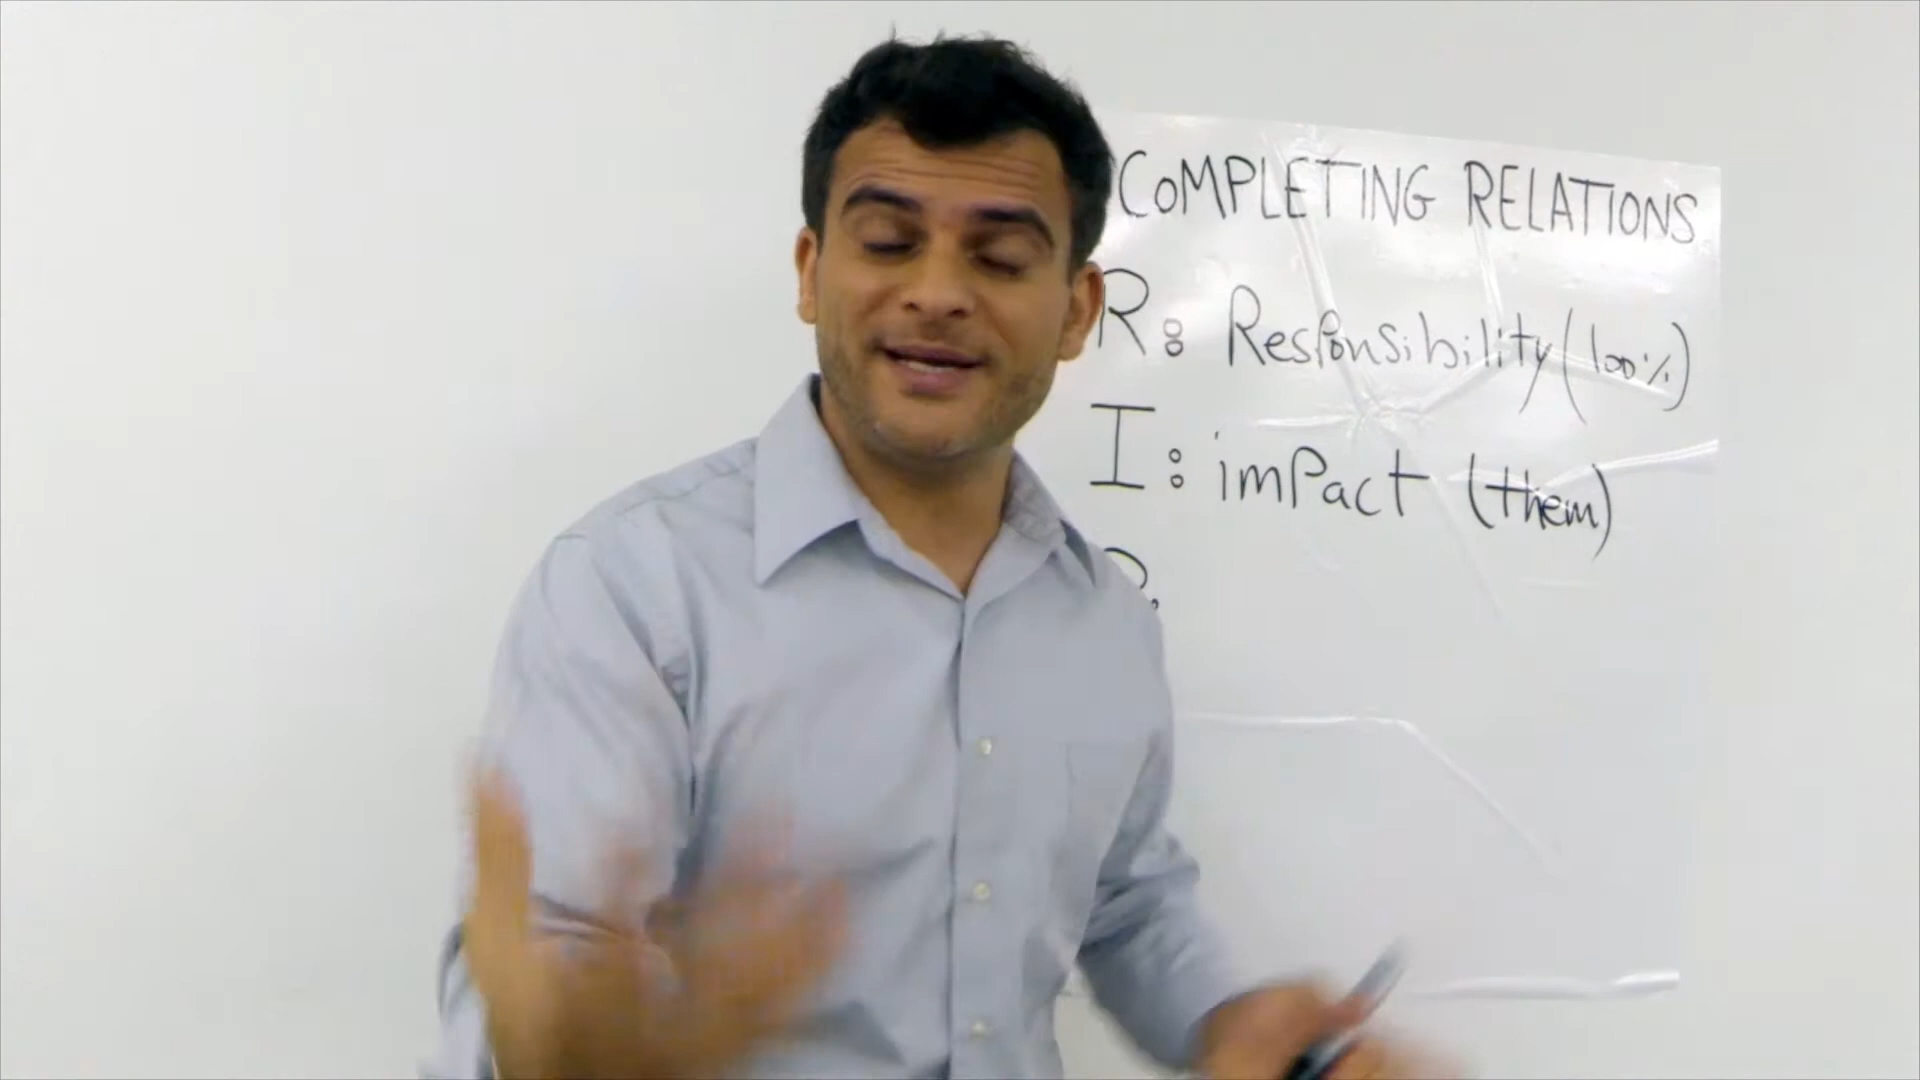 COMPLETING RELATIONS
R: Responsibility (100%)
I: imPact (them)